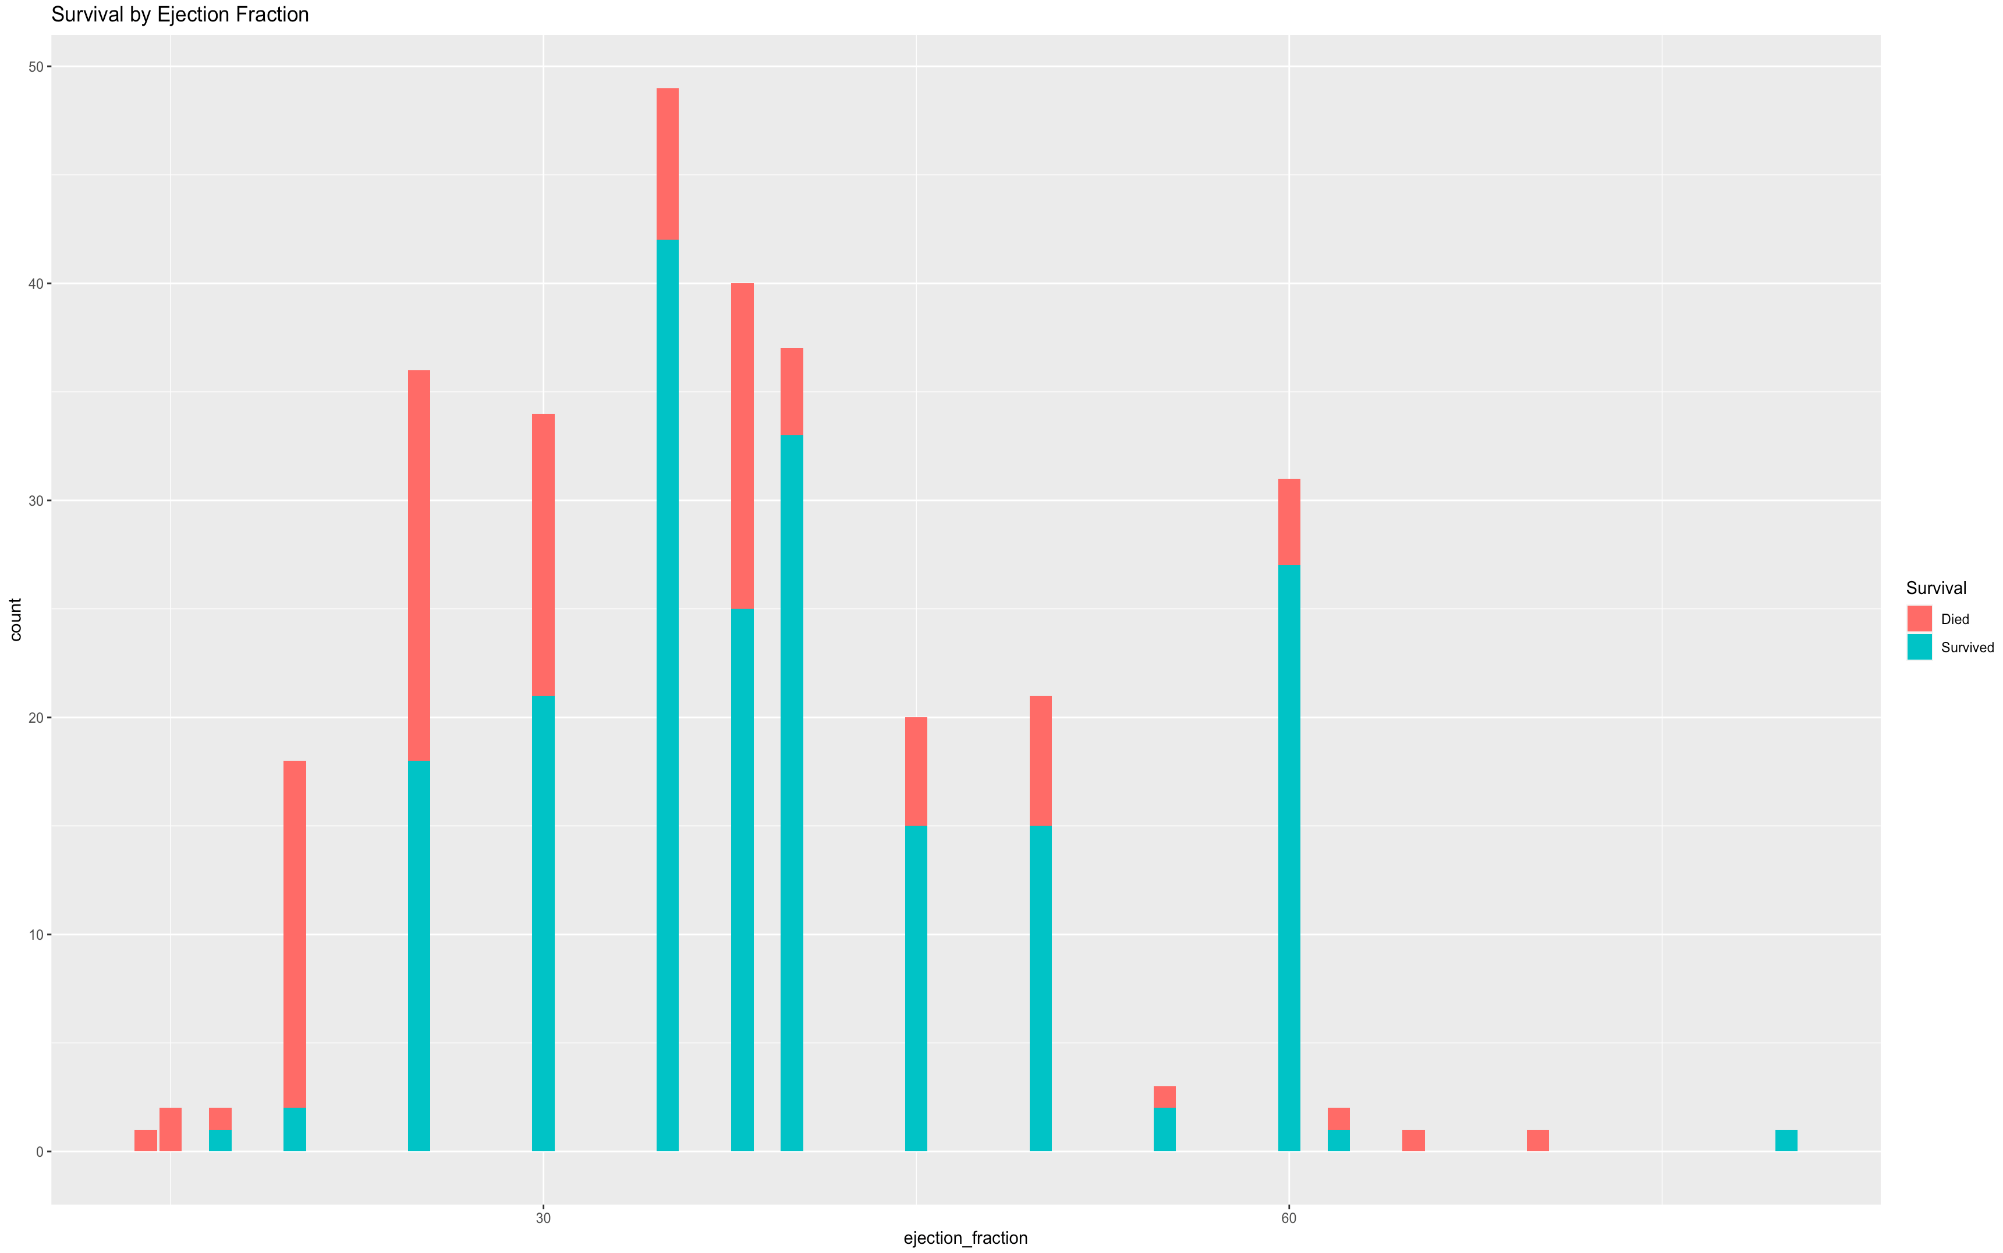 Survival by Ejection Fraction
50
40
30
20
10
0
count
30
60
ejection_fraction
Survival
Died
Survived